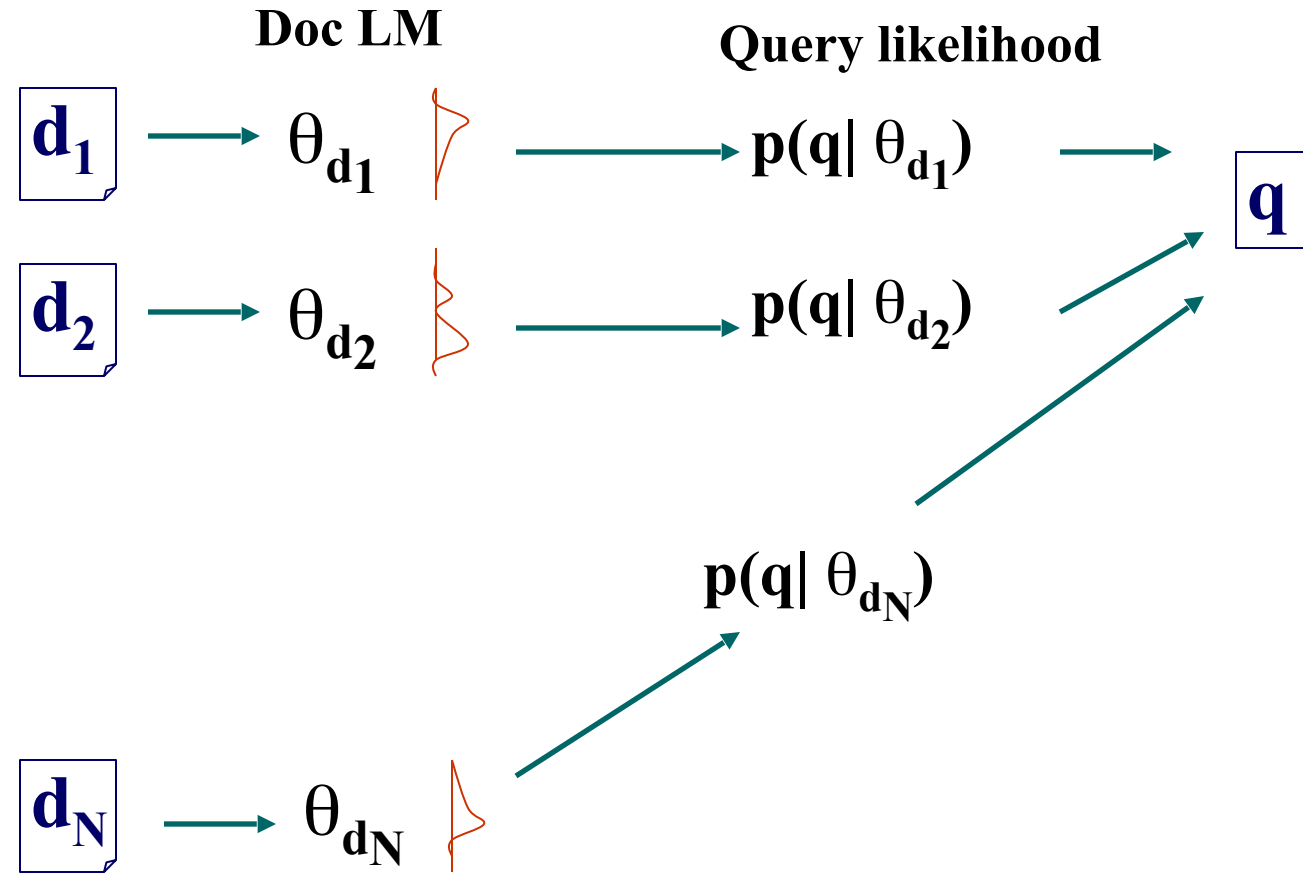 Doc LM
Query likelihood
d1 θd1 p(q| θd1) q
d2 θd2 p(q| θd2)
p(q| θdN)
dN θdN